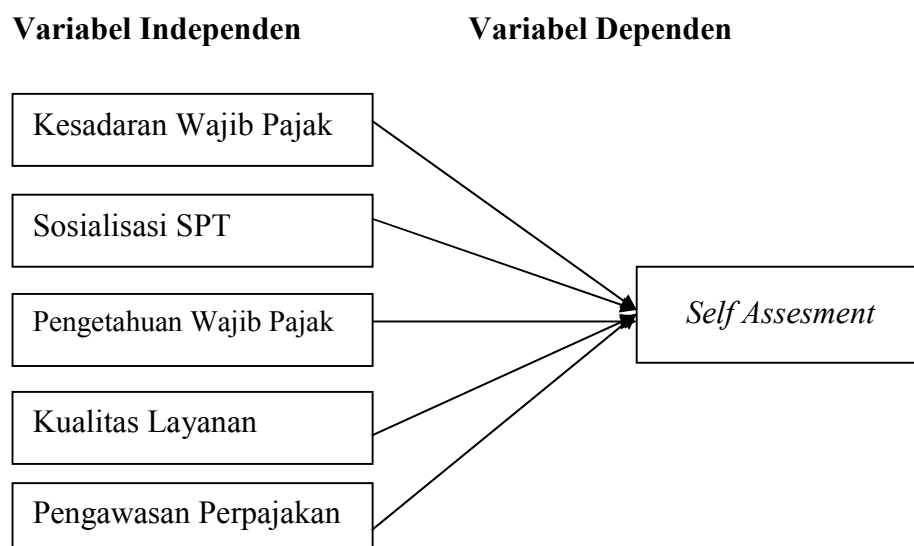 Variabel Independen
Variabel Dependen
Kesadaran Wajib Pajak
Sosialisasi SPT
Pengetahuan Wajib Pajak
Kualitas Layanan
Pengawasan Perpajakan
Self Assesment